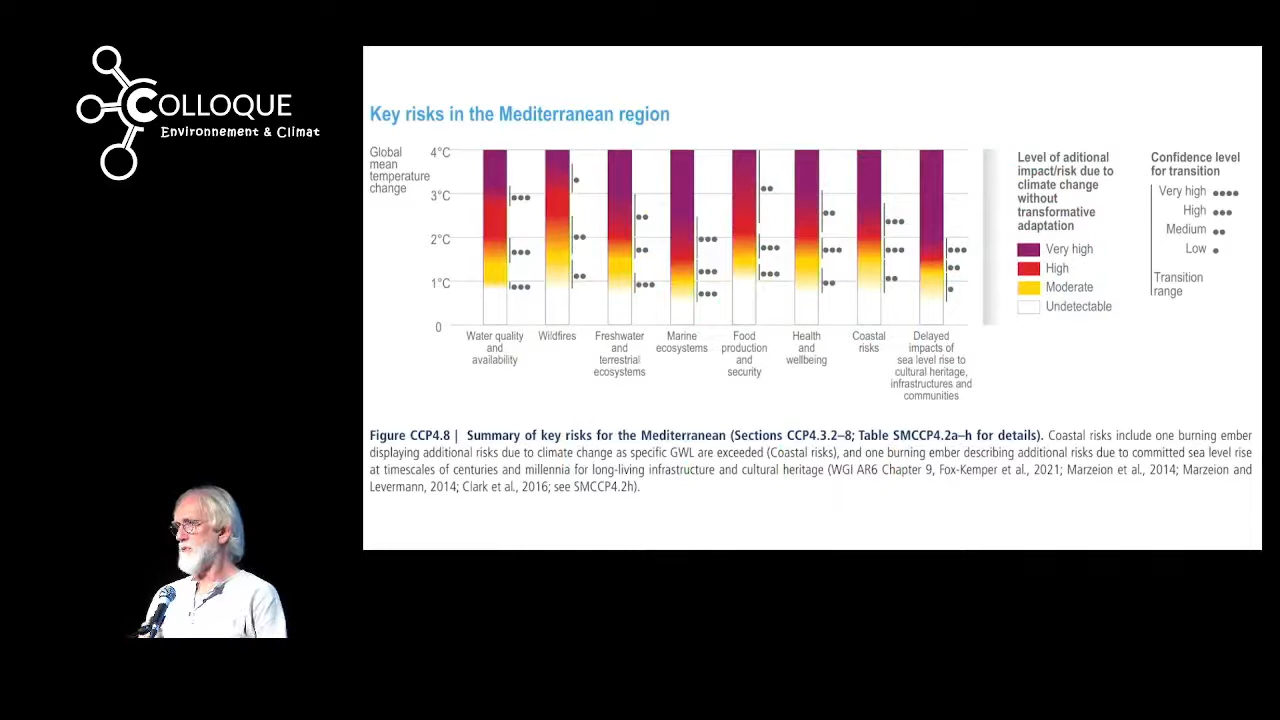 COLLOQUE
Environnement & Climat
Key risks in the Mediterranean region
Global
mean
temperature
change
4°C
3°C
2°C
1°C
0
Water quality
and
availability
Wildfires
Freshwater
and
terrestrial
ecosystems
Marine
ecosystems
Food
production
and
security
Health
and
wellbeing
Coastal
risks
Delayed
impacts of
sea level rise to
cultural heritage,
infrastructures and
communities
Level of aditional
impact/risk due to
climate change
without
transformative
adaptation
Very high
High
Moderate
Undetectable
Confidence level
for transition
Very high
High
Medium
Low
Transition
range
Figure CCP4.8 | Summary of key risks for the Mediterranean (Sections CCP4.3.2–8; Table SMCCP4.2a–h for details). Coastal risks include one burning ember
displaying additional risks due to climate change as specific GWL are exceeded (Coastal risks), and one burning ember describing additional risks due to committed sea level rise
at timescales of centuries and millennia for long-living infrastructure and cultural heritage (WGI AR6 Chapter 9, Fox-Kemper et al., 2021; Marzeion et al., 2014; Marzeion and
Levermann, 2014; Clark et al., 2016; see SMCCP4.2h).